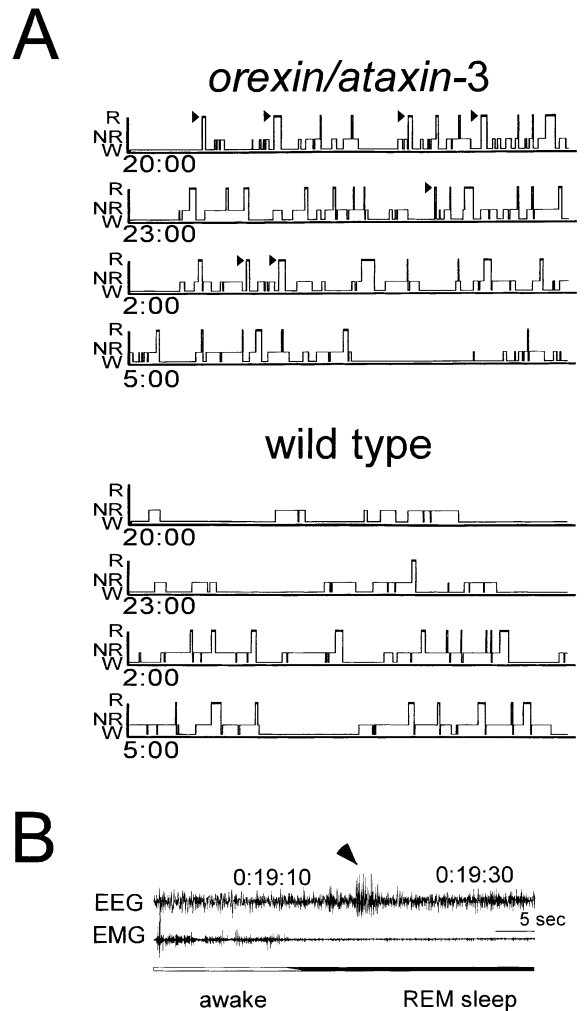 A
orexin/ataxin-3
R
NR
W
20:00
R
NR
W
23:00
R
NR
W
2:00
R
NR
W
5:00
wild type
R
NR
W
20:00
R
NR
W
23:00
R
NR
W
2:00
R
NR
W
5:00
B
0:19:10 0:19:30
EEG
5 sec
EMG
awake REM sleep